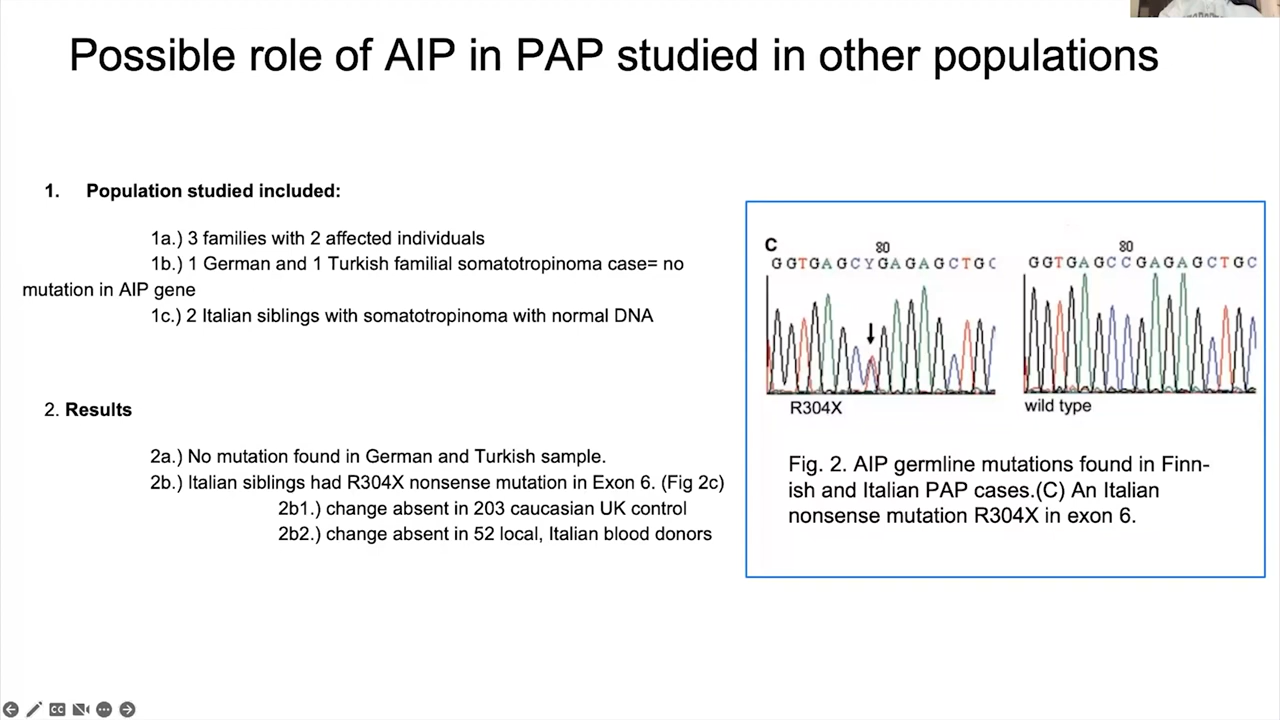 Possible role of AIP in PAP studied in other populations
1. Population studied included:
1a.) 3 families with 2 affected individuals
1b.) 1 German and 1 Turkish familial somatotropinoma case= no
mutation in AIP gene
1c.) 2 Italian siblings with somatotropinoma with normal DNA
2. Results
2a.) No mutation found in German and Turkish sample.
2b.) Italian siblings had R304X nonsense mutation in Exon 6. (Fig 2c)
2b1.) change absent in 203 caucasian UK control
2b2.) change absent in 52 local, Italian blood donors
C
80
GGTGAGCYGAGAGCTGC
R304X
80
GGTGAGCCGAGAGCTGC
wild type
Fig. 2. AIP germline mutations found in Finn-
ish and Italian PAP cases.(C) An Italian
nonsense mutation R304X in exon 6.
CC